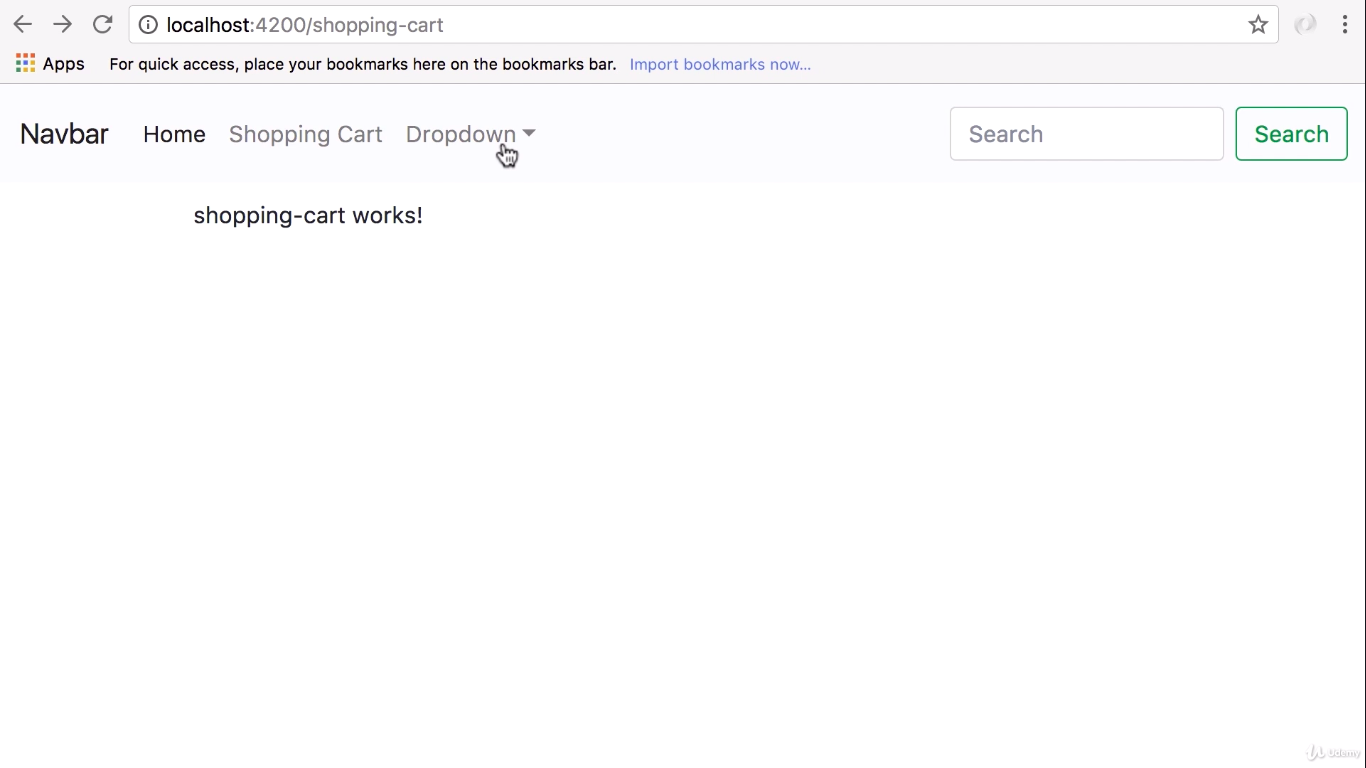 localhost:4200/shopping-cart
Apps For quick access, place your bookmarks here on the bookmarks bar. Import bookmarks now...
Navbar Home Shopping Cart Dropdown Search Search
shopping-cart works!
Udemy